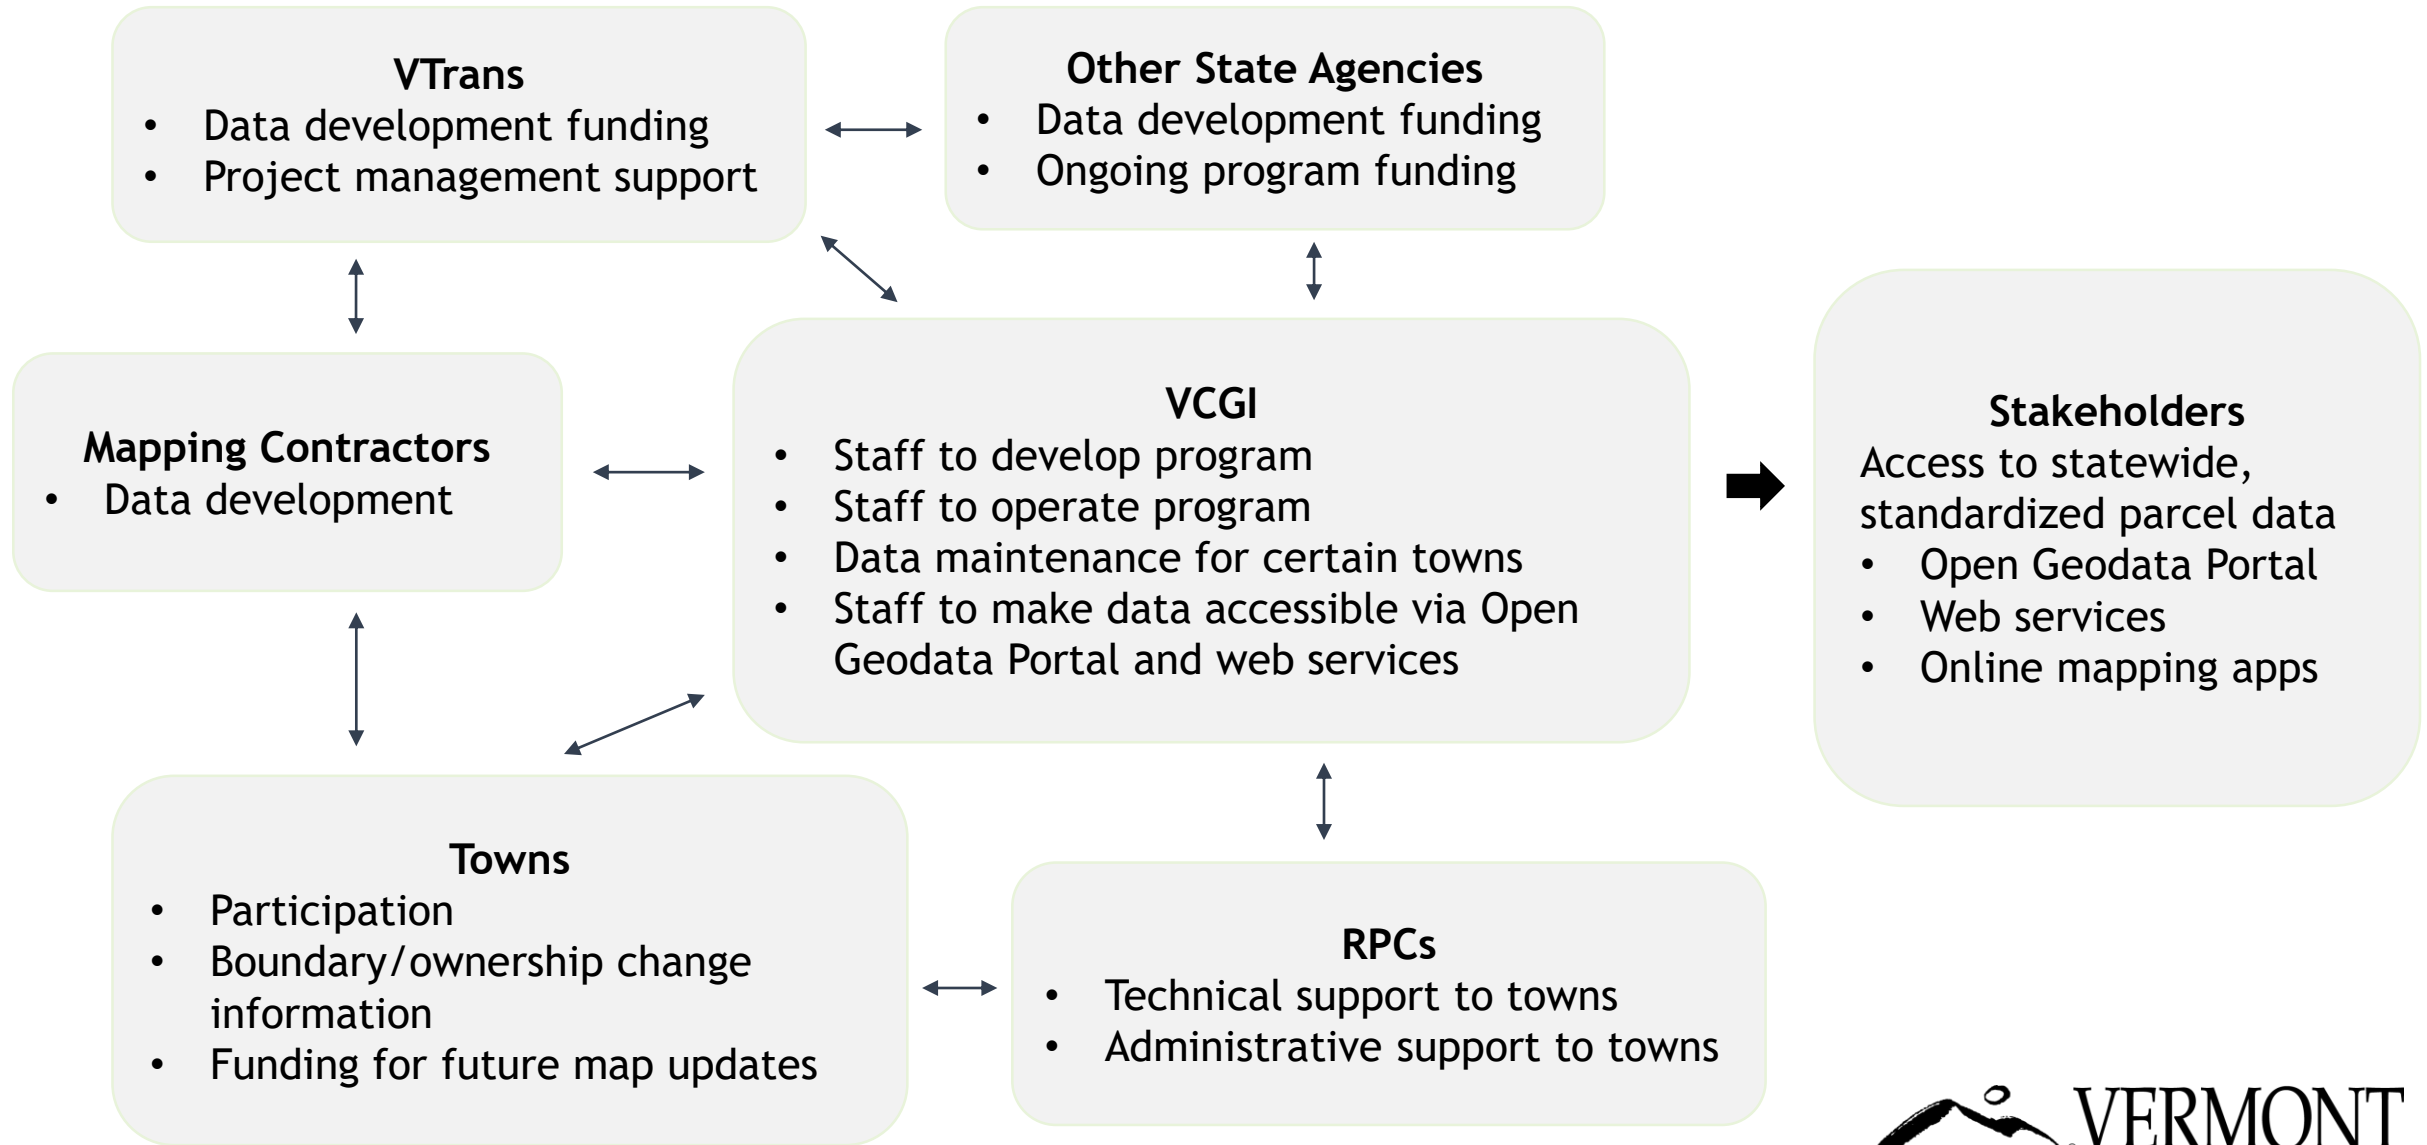 VTrans
• Data development funding
• Project management support
Other State Agencies
• Data development funding
• Ongoing program funding
Mapping Contractors
• Data development
VCGI
• Staff to develop program
• Staff to operate program
• Data maintenance for certain towns
• Staff to make data accessible via Open
Geodata Portal and web services
Stakeholders
Access to statewide,
standardized parcel data
• Open Geodata Portal
• Web services
• Online mapping apps
Towns
• Participation
• Boundary/ownership change
information
• Funding for future map updates
RPCs
• Technical support to towns
• Administrative support to towns
VERMONT